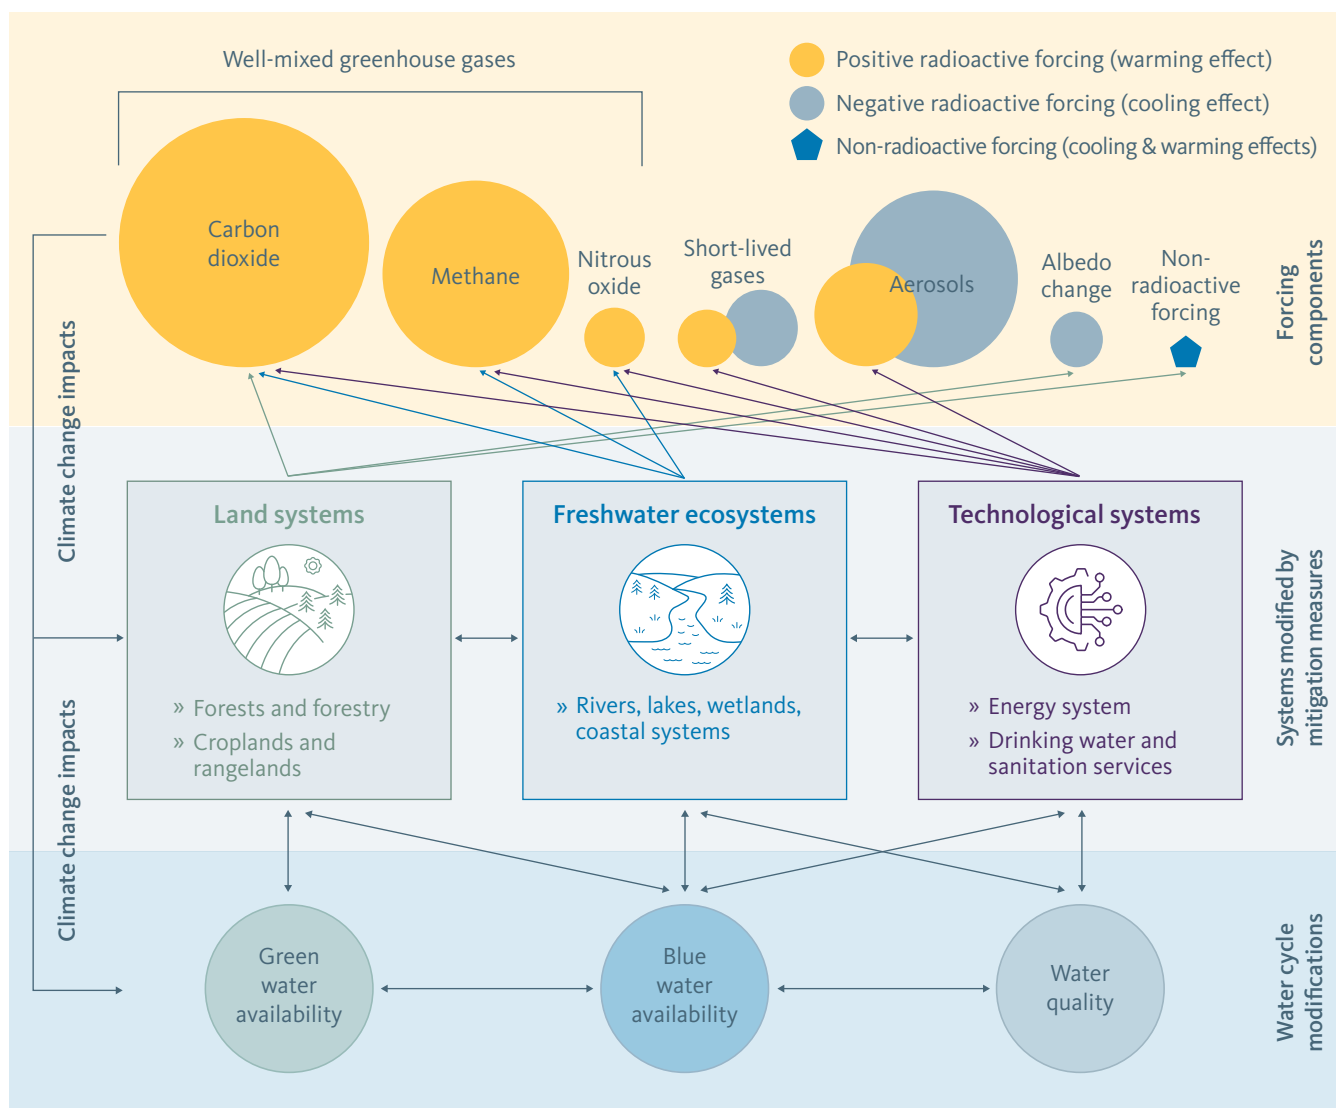 Well-mixed greenhouse gases
Positive radioactive forcing (warming effect)
Negative radioactive forcing (cooling effect)
Non-radioactive forcing (cooling & warming effects)
Carbon
dioxide
Methane
Nitrous
oxide
Short-lived
gases
Aerosols
Albedo
change
Non-
radioactive
forcing
Forcing
components
Climate change impacts
Land systems
» Forests and forestry
» Croplands and
rangelands
Freshwater ecosystems
» Rivers, lakes, wetlands,
coastal systems
Technological systems
» Energy system
» Drinking water and
sanitation services
Systems modified by
mitigation measures
Climate change impacts
Green
water
availability
Blue
water
availability
Water
quality
Water cycle
modifications